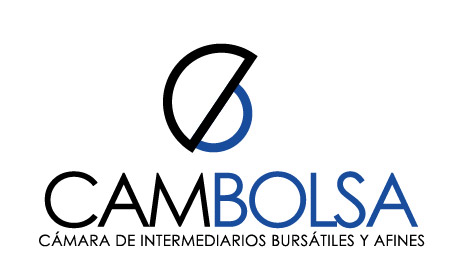 CAMBOLSA
CÁMARA DE INTERMEDIARIOS BURSÁTILES Y AFINES